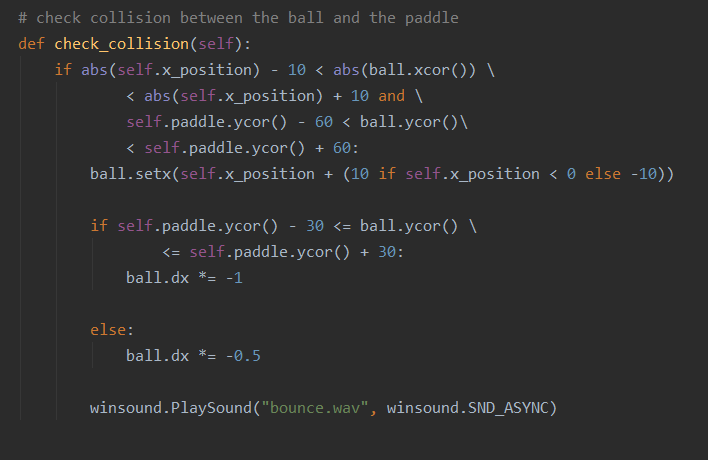 # check collision between the ball and the paddle
def check_collision(self):
    if abs(self.x_position) - 10 < abs(ball.xcor()) \
            < abs(self.x_position) + 10 and \
            self.paddle.ycor() - 60 < ball.ycor()\
            < self.paddle.ycor() + 60:
        ball.setx(self.x_position + (10 if self.x_position < 0 else -10))

        if self.paddle.ycor() - 30 <= ball.ycor() \
                <= self.paddle.ycor() + 30:
            ball.dx *= -1

        else:
            ball.dx *= -0.5

        winsound.PlaySound("bounce.wav", winsound.SND_ASYNC)